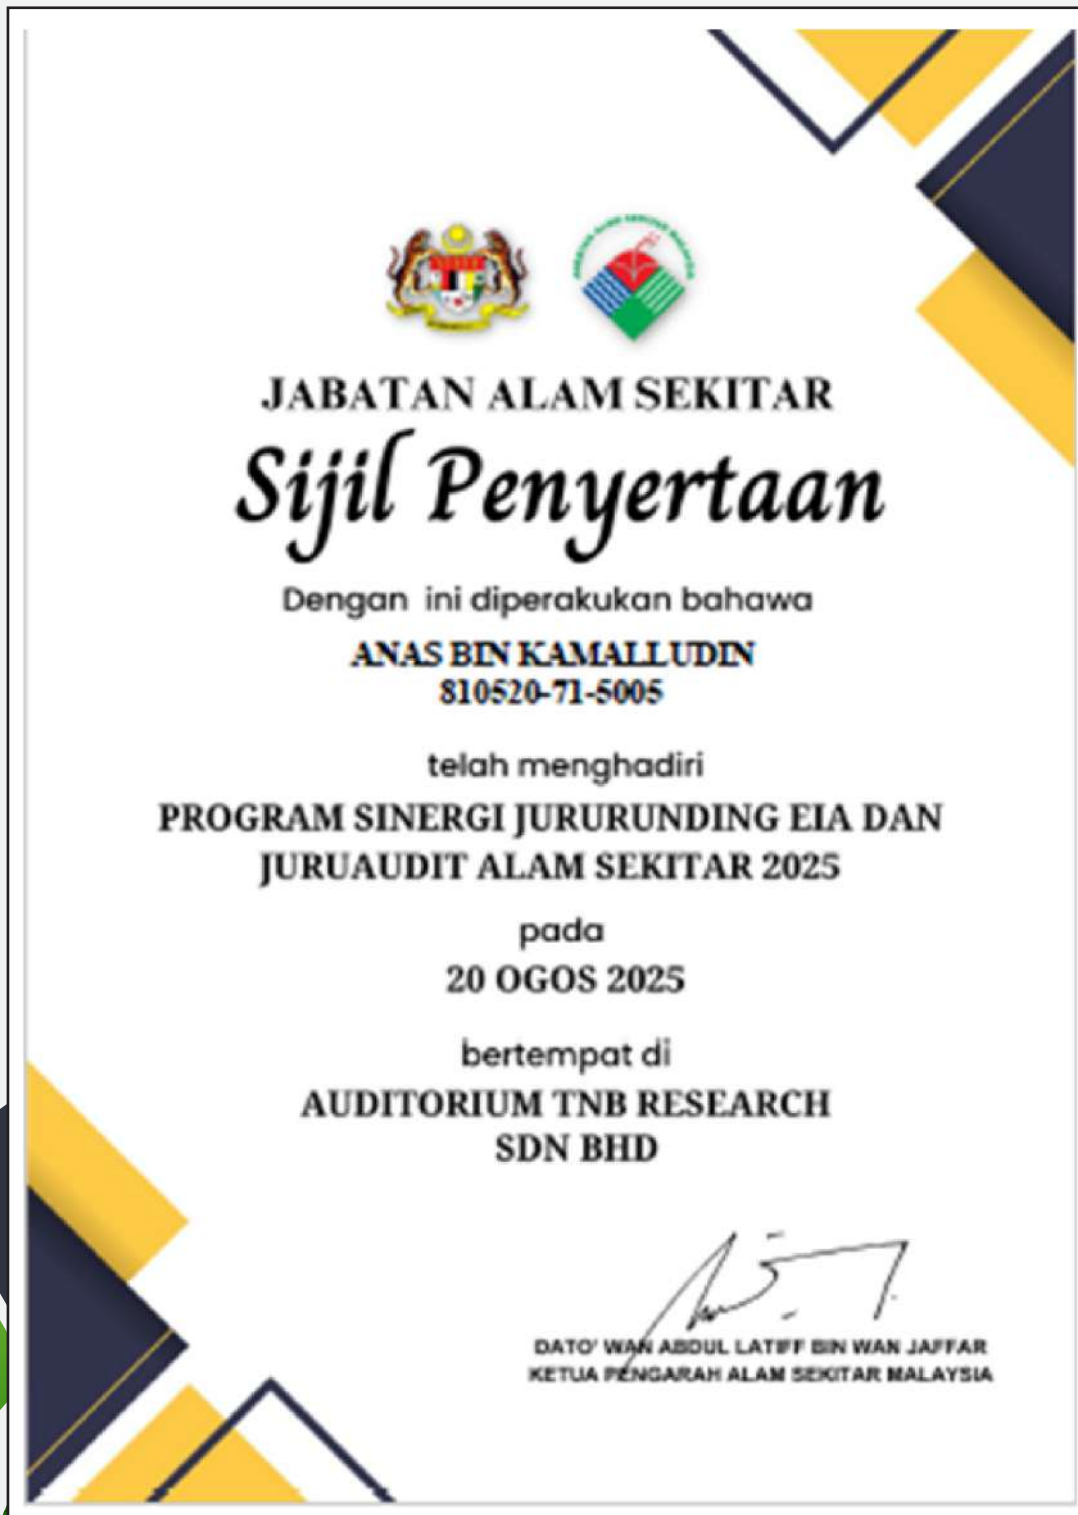 JABATAN ALAM SEKITAR
Sijil Penyertaan
Dengan ini diperakukan bahawa
ANAS BIN KAMALLUDIN
810520-71-5005
telah menghadiri
PROGRAM SINERGI JURURUNDING EIA DAN
JURUAUDIT ALAM SEKITAR 2025
pada
20 OGOS 2025
bertempat di
AUDITORIUM TNB RESEARCH
SDN BHD
DATO' WAN ABDUL LATIFF BIN WAN JAFFAR
KETUA PENGARAH ALAM SEKITAR MALAYSIA